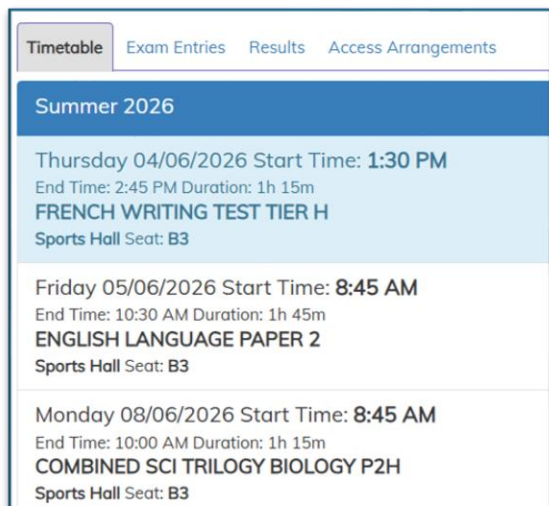 Timetable Exam Entries Results Access Arrangements
Summer 2026
Thursday 04/06/2026 Start Time: 1:30 PM
End Time: 2:45 PM Duration: 1h 15m
FRENCH WRITING TEST TIER H
Sports Hall Seat: B3
Friday 05/06/2026 Start Time: 8:45 AM
End Time: 10:30 AM Duration: 1h 45m
ENGLISH LANGUAGE PAPER 2
Sports Hall Seat: B3
Monday 08/06/2026 Start Time: 8:45 AM
End Time: 10:00 AM Duration: 1h 15m
COMBINED SCI TRILOGY BIOLOGY P2H
Sports Hall Seat: B3